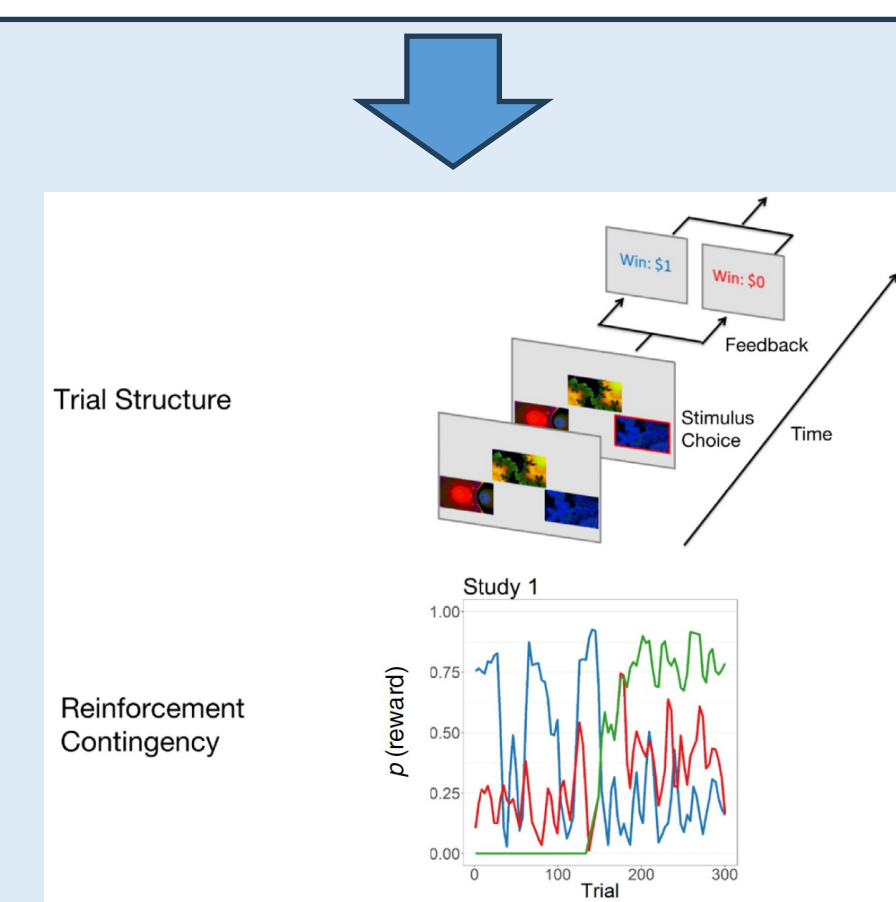 Win: $1
Win: $0
Feedback
Trial Structure
Stimulus
Choice
Time
Study 1
1.00
0.75
0.50
0.25
0.00
p (reward)
Reinforcement
Contingency
0
100
200
300
Trial